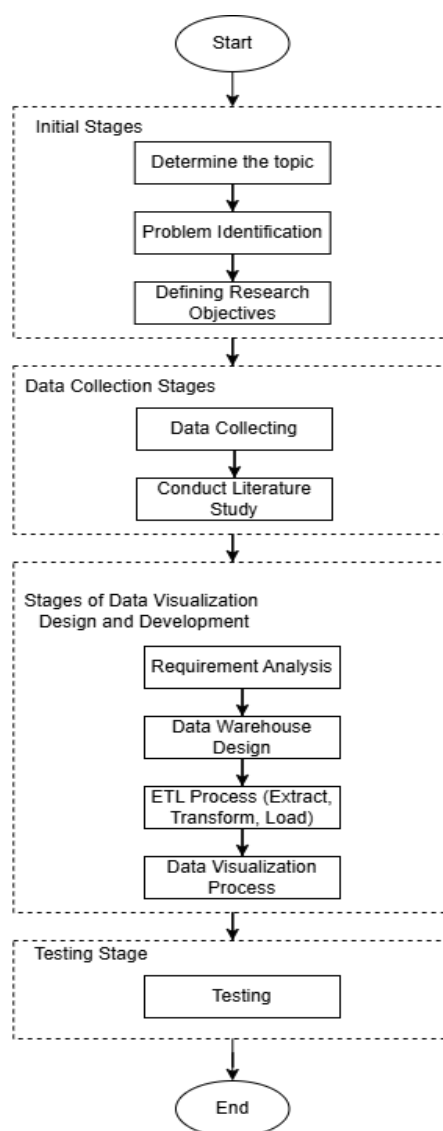 Start
Initial Stages
Determine the topic
Problem Identification
Defining Research
Objectives
Data Collection Stages
Data Collecting
Conduct Literature
Study
Stages of Data Visualization
Design and Development
Requirement Analysis
Data Warehouse
Design
ETL Process (Extract,
Transform, Load)
Data Visualization
Process
Testing Stage
Testing
End